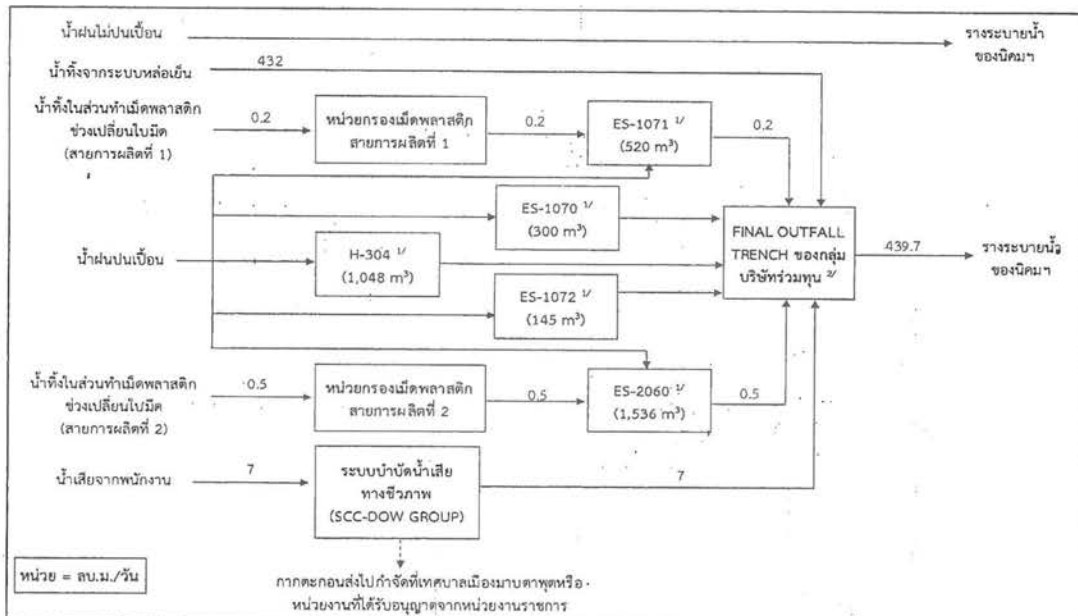 น้ำฝนไม่ปนเปื้อน
รางระบายน้ำ
ของนิคมฯ
น้ำทิ้งจากระบบหล่อเย็น
432
น้ำทิ้งในส่วนทำเม็ดพลาสติก
ช่วงเปลี่ยนใบมีด
(สายการผลิตที่ 1)
0.2
หน่วยกรองเม็ดพลาสติก
สายการผลิตที่ 1
0.2
ES-1071 1/
(520 m³)
0.2
ES-1070 1/
(300 m³)
น้ำฝนปนเปื้อน
H-304 1/
(1,048 m³)
ES-1072 1/
(145 m³)
FINAL OUTFALL
TRENCH ของกลุ่ม
บริษัทร่วมทุน 2/
439.7
รางระบายน้ำ
ของนิคมฯ
น้ำทิ้งในส่วนทำเม็ดพลาสติก
ช่วงเปลี่ยนใบมีด
(สายการผลิตที่ 2)
0.5
หน่วยกรองเม็ดพลาสติก
สายการผลิตที่ 2
0.5
ES-2060 1/
(1,536 m³)
0.5
น้ำเสียจากพนักงาน
7
ระบบบำบัดน้ำเสีย
ทางชีวภาพ
(SCC-DOW GROUP)
7
หน่วย = ลบ.ม./วัน
กากตะกอนส่งไปกำจัดที่เทศบาลเมืองมาบตาพุดหรือ
หน่วยงานที่ได้รับอนุญาตจากหน่วยงานราชการ